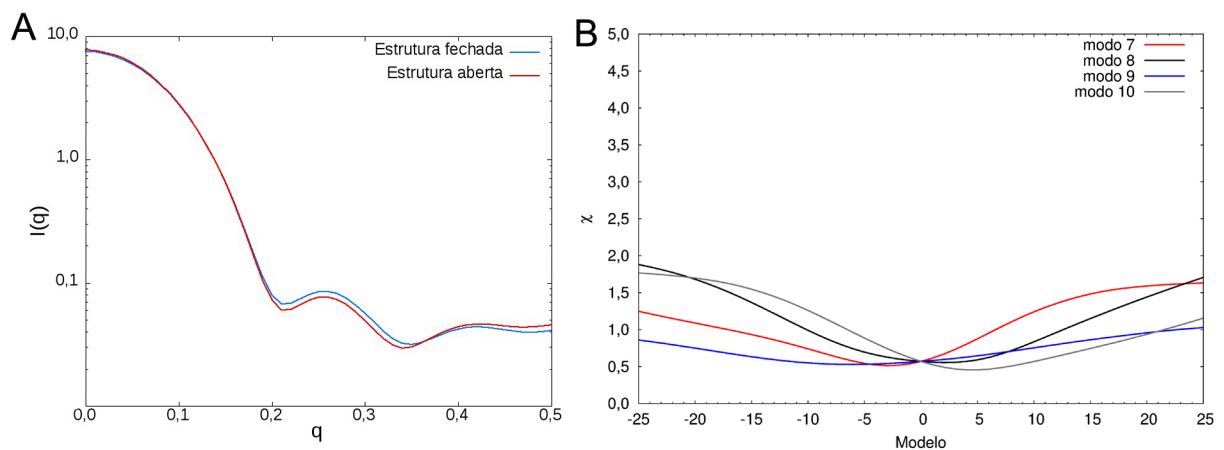 A
10,0
1,0
0,1
I(q)
Estrutura fechada
Estrutura aberta
0,0 0,1 0,2 0,3 0,4 0,5
q
B
5,0
4,5
4,0
3,5
3,0
2,5
2,0
1,5
1,0
0,5
0,0
χ
modo 7
modo 8
modo 9
modo 10
-25 -20 -15 -10 -5 0 5 10 15 20 25
Modelo